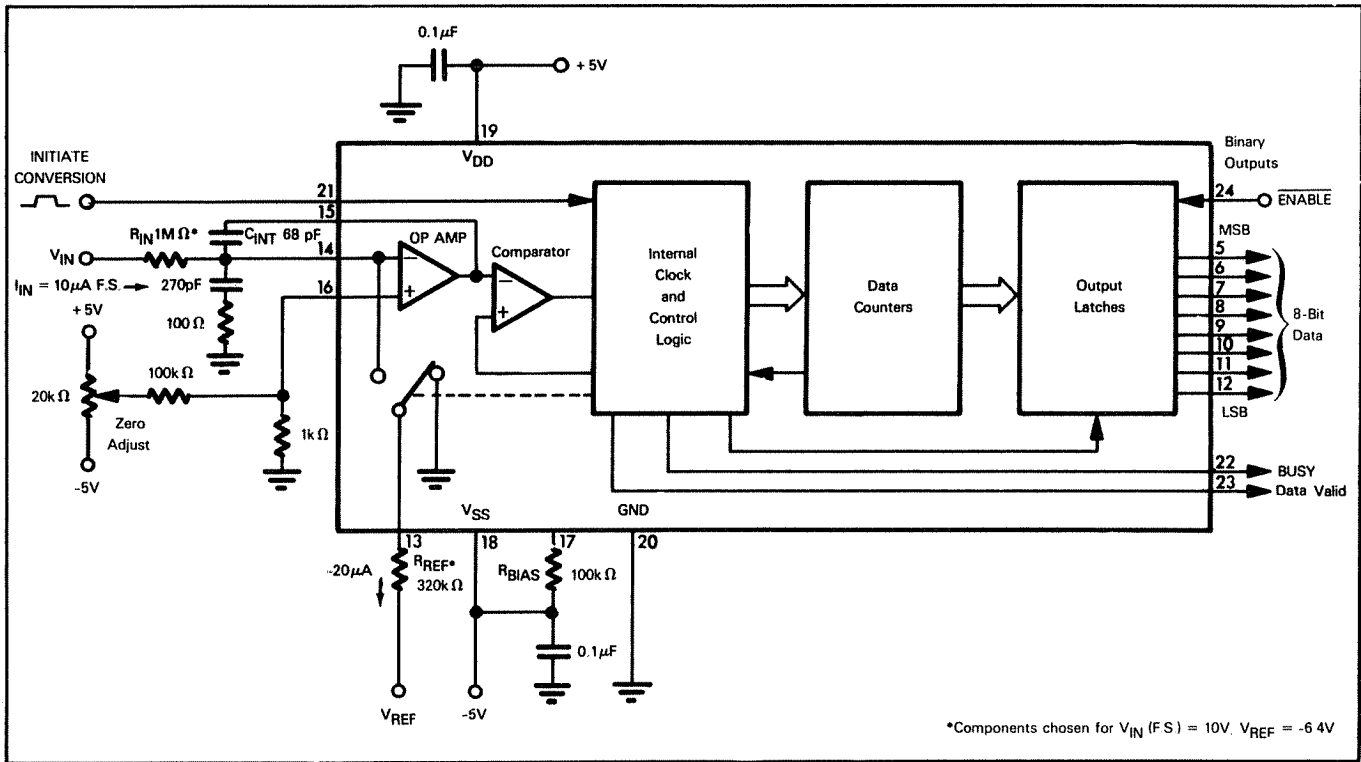 0.1μF
+5V
19
VDD
INITIATE
CONVERSION
21
15
RIN 1MΩ*
CINT 68 pF
14
VIN
IIN = 10μA F.S.
270pF
16
100Ω
+5V
20kΩ
100kΩ
Zero
Adjust
1kΩ
-5V
OP AMP
Comparator
Internal
Clock
and
Control
Logic
Data
Counters
Output
Latches
Binary
Outputs
24
ENABLE
MSB
5
6
7
8
9
10
11
12
LSB
8-Bit
Data
22
BUSY
23
Data Valid
VSS
GND
13
18
17
20
-20μA
RREF*
320kΩ
RBIAS
100kΩ
0.1μF
VREF
-5V
*Components chosen for VIN (F S) = 10V, VREF = -6 4V